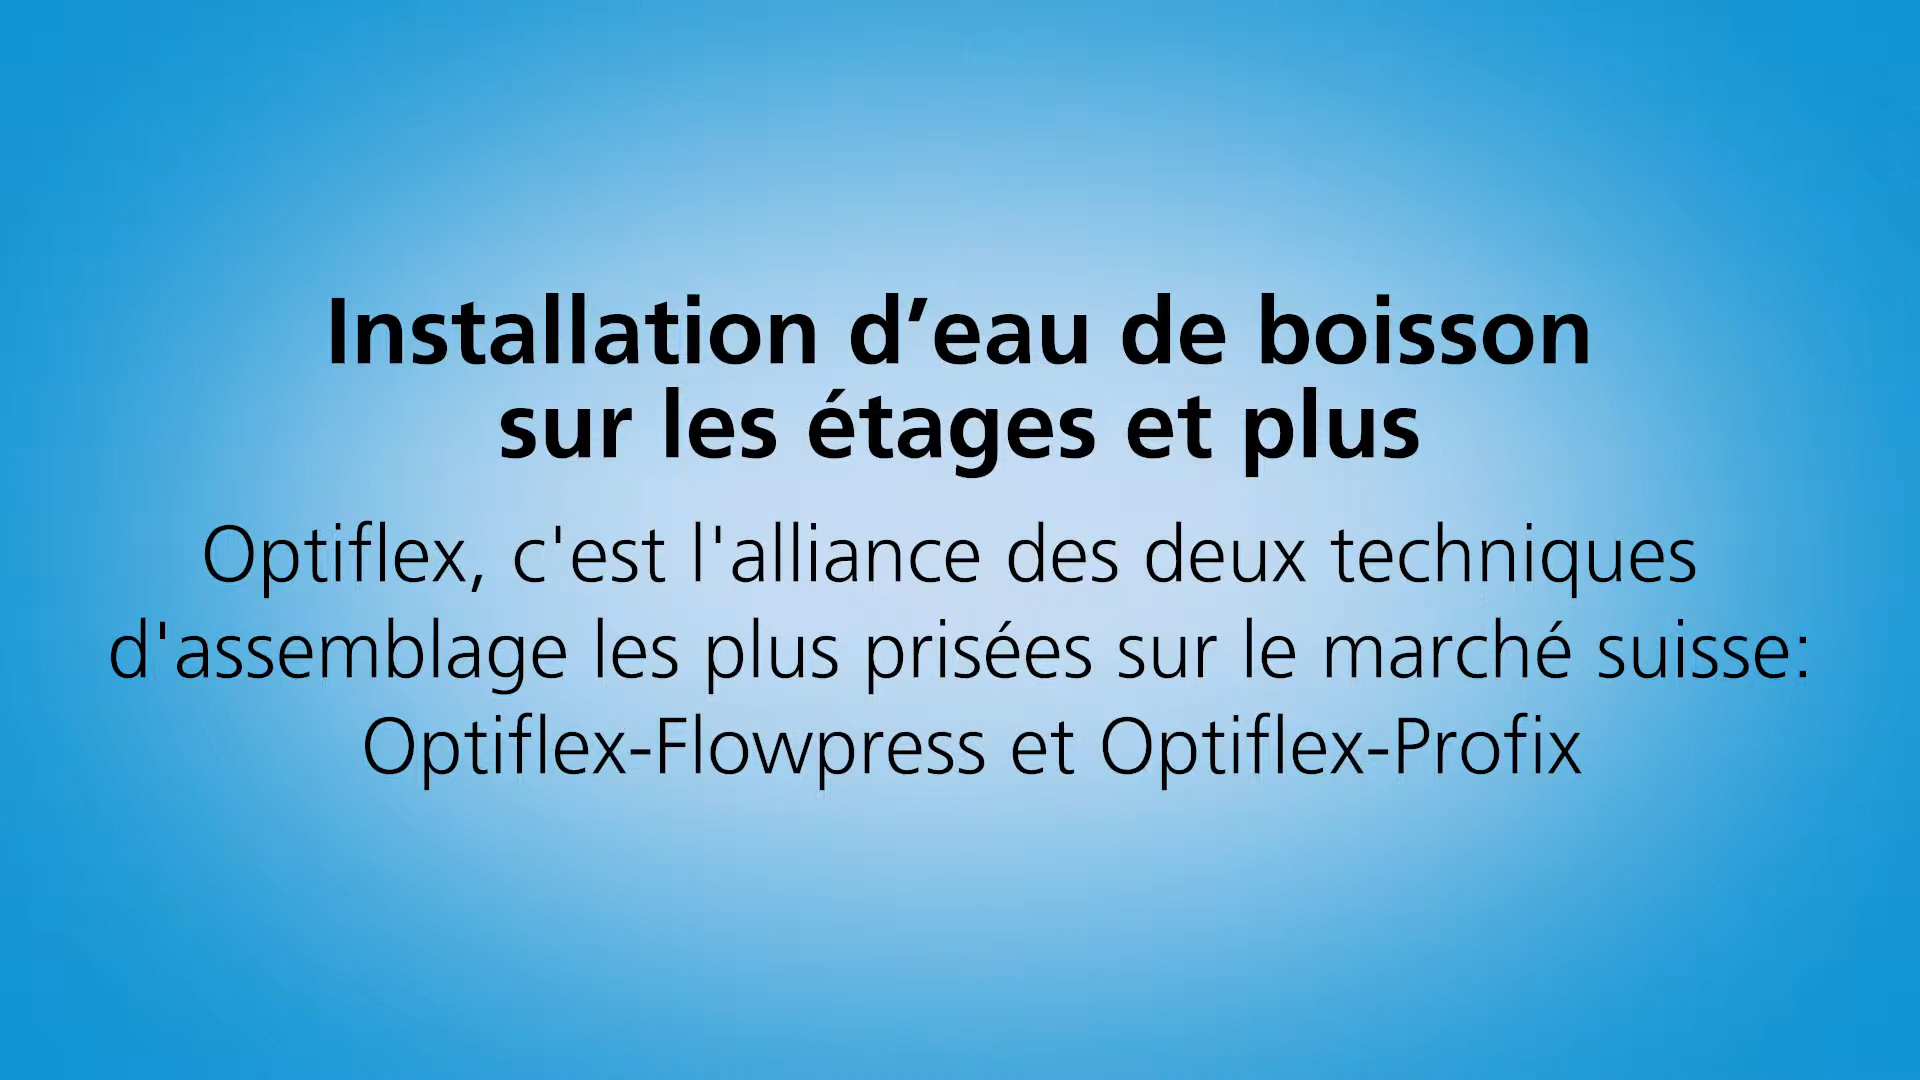 Installation d’eau de boisson
sur les étages et plus
Optiflex, c'est l'alliance des deux techniques
d'assemblage les plus prisées sur le marché suisse:
Optiflex-Flowpress et Optiflex-Profix